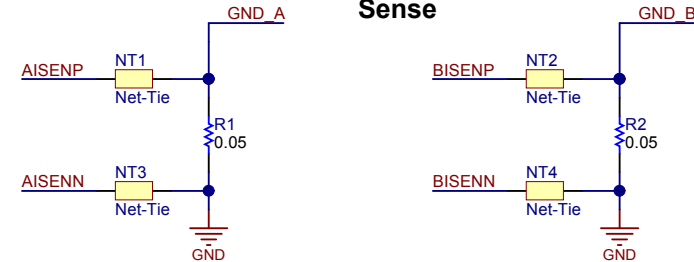 Sense
GND_A
AISENP
NT1
Net-Tie
R1
0.05
AISENN
NT3
Net-Tie
GND
GND_B
BISENP
NT2
Net-Tie
R2
0.05
BISENN
NT4
Net-Tie
GND